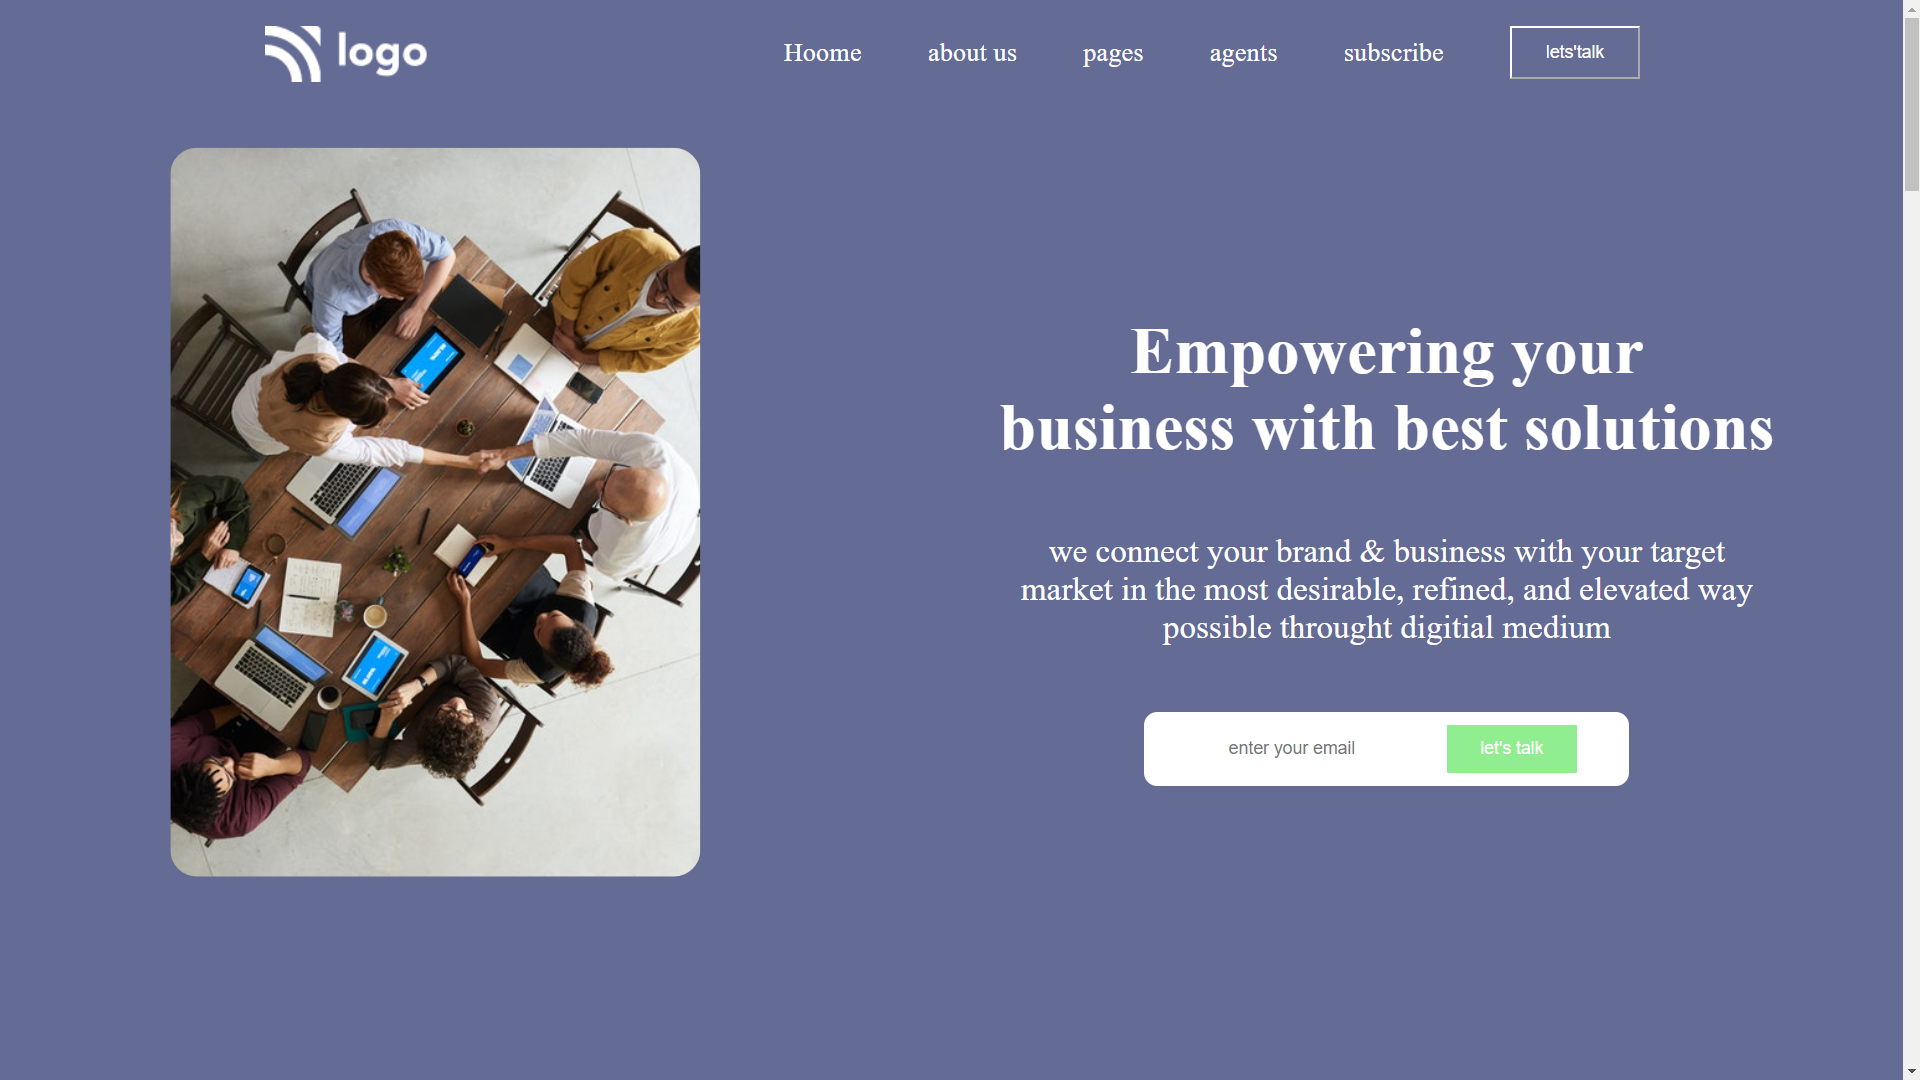 logo
Hoome
about us
pages
agents
subscribe
lets'talk
Empowering your
business with best solutions
we connect your brand & business with your target
market in the most desirable, refined, and elevated way
possible throught digitial medium
enter your email
let's talk